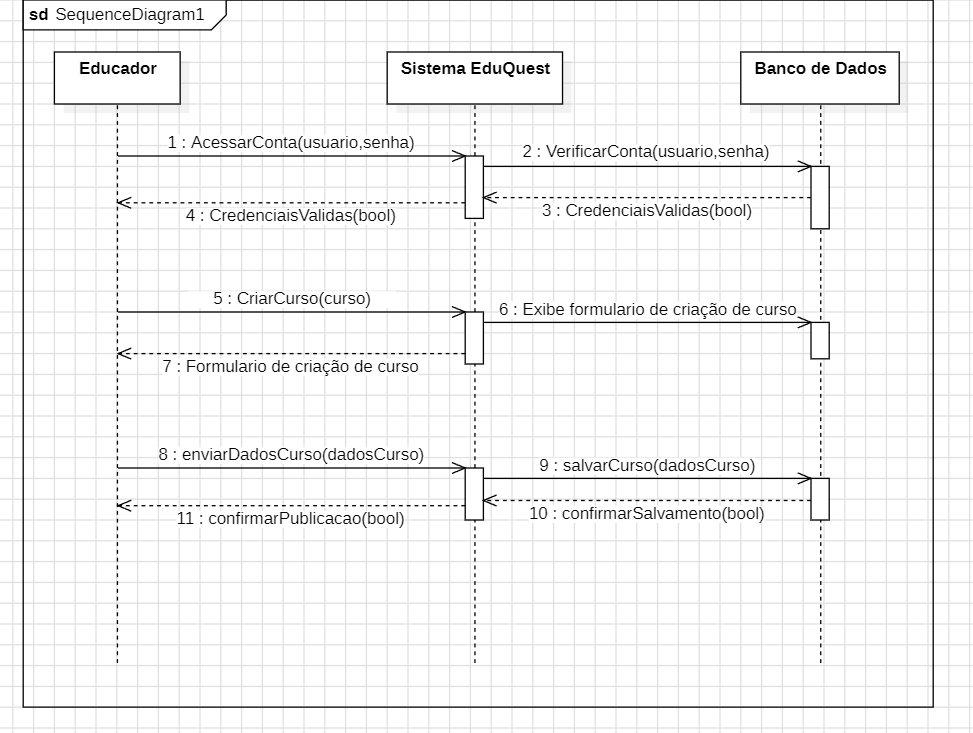 sd SequenceDiagram1
Educador
Sistema EduQuest
Banco de Dados
1 : AcessarConta(usuario,senha)
2 : VerificarConta(usuario,senha)
3 : CredenciaisValidas(bool)
4 : CredenciaisValidas(bool)
5 : CriarCurso(curso)
6 : Exibe formulario de criação de curso
7 : Formulario de criação de curso
8 : enviarDadosCurso(dadosCurso)
9 : salvarCurso(dadosCurso)
10 : confirmarSalvamento(bool)
11 : confirmarPublicacao(bool)